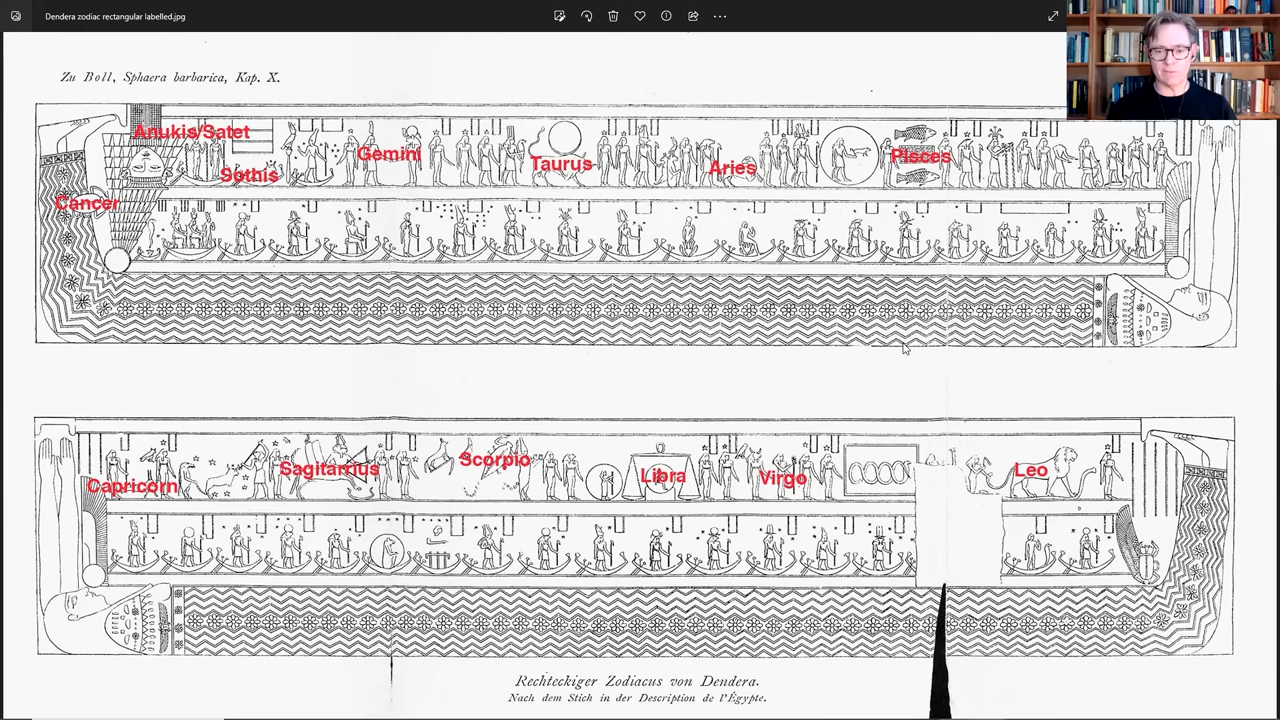 Dendera zodiac rectangular labelled.jpg
Zu Boll, Sphaera barbarica, Kap. X.
Anukis/Satet
Gemini
Taurus
Aries
Pisces
Sothis
Cancer
Capricorn
Sagittarius
Scorpio
Libra
Virgo
Leo
Rechteckiger Zodiacus von Dendera.
Nach dem Stich in der Description de l'Égypte.